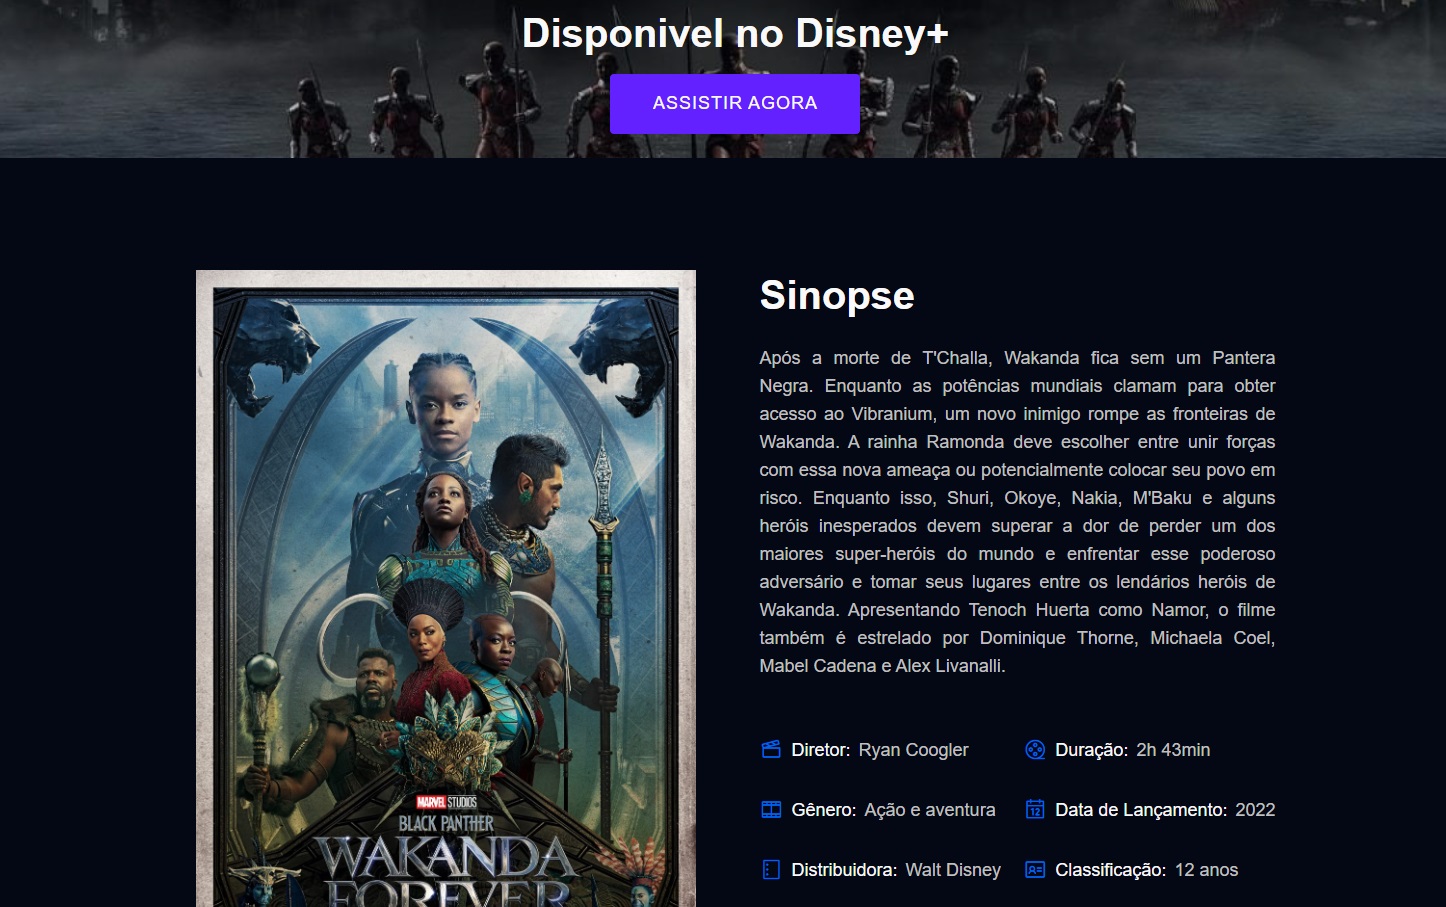 Disponivel no Disney+
ASSISTIR AGORA
Sinopse
Após a morte de T'Challa, Wakanda fica sem um Pantera
Negra. Enquanto as potências mundiais clamam para obter
acesso ao Vibranium, um novo inimigo rompe as fronteiras de
Wakanda. A rainha Ramonda deve escolher entre unir forças
com essa nova ameaça ou potencialmente colocar seu povo em
risco. Enquanto isso, Shuri, Okoye, Nakia, M'Baku e alguns
heróis inesperados devem superar a dor de perder um dos
maiores super-heróis do mundo e enfrentar esse poderoso
adversário e tomar seus lugares entre os lendários heróis de
Wakanda. Apresentando Tenoch Huerta como Namor, o filme
também é estrelado por Dominique Thorne, Michaela Coel,
Mabel Cadena e Alex Livanalli.
Diretor: Ryan Coogler
Duração: 2h 43min
Gênero: Ação e aventura
Data de Lançamento: 2022
Distribuidora: Walt Disney
Classificação: 12 anos
MARVEL STUDIOS
BLACK PANTHER
WAKANDA
FOREVER
12